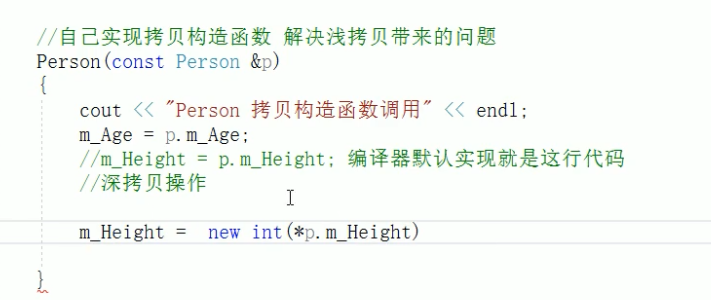 //自己实现拷贝构造函数 解决浅拷贝带来的问题
Person(const Person &p)
{
    cout << "Person 拷贝构造函数调用" << endl;
    m_Age = p.m_Age;
    //m_Height = p.m_Height; 编译器默认实现就是这行代码
    //深拷贝操作
    m_Height =  new int(*p.m_Height)
}